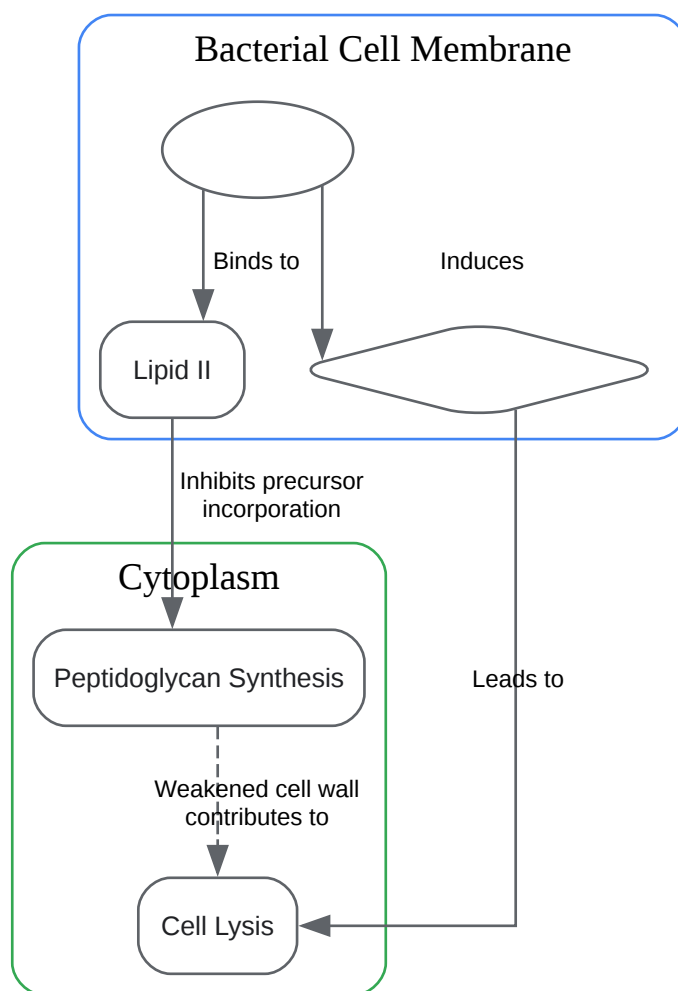 Bacterial Cell Membrane
Binds to
Induces
Lipid II
Inhibits precursor
incorporation
Cytoplasm
Peptidoglycan Synthesis
Leads to
Weakened cell wall
contributes to
Cell Lysis